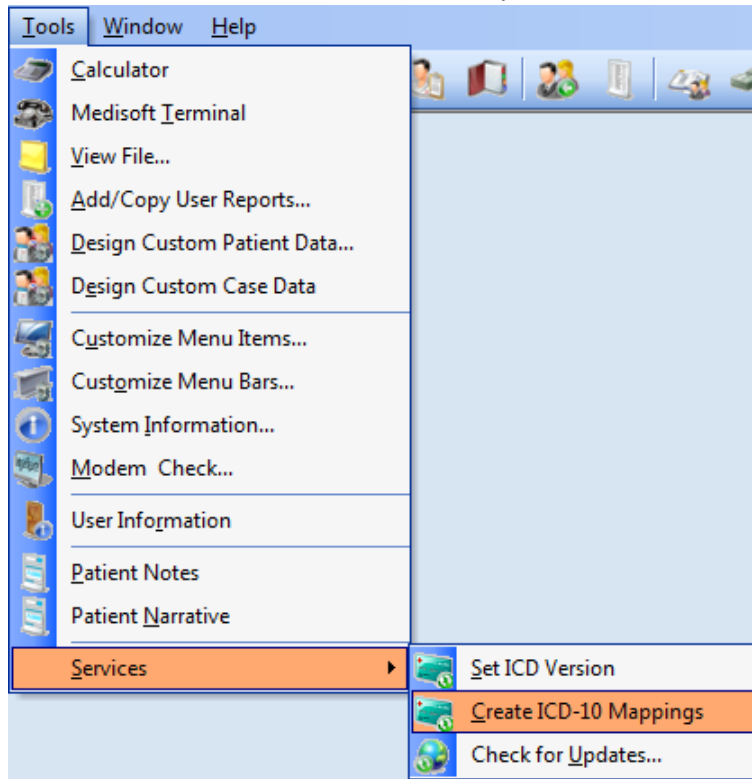 Tools Window Help
Calculator
Medisoft Terminal
View File...
Add/Copy User Reports...
Design Custom Patient Data...
Design Custom Case Data
Customize Menu Items...
Customize Menu Bars...
System Information...
Modem Check...
User Information
Patient Notes
Patient Narrative
Services
Set ICD Version
Create ICD-10 Mappings
Check for Updates...